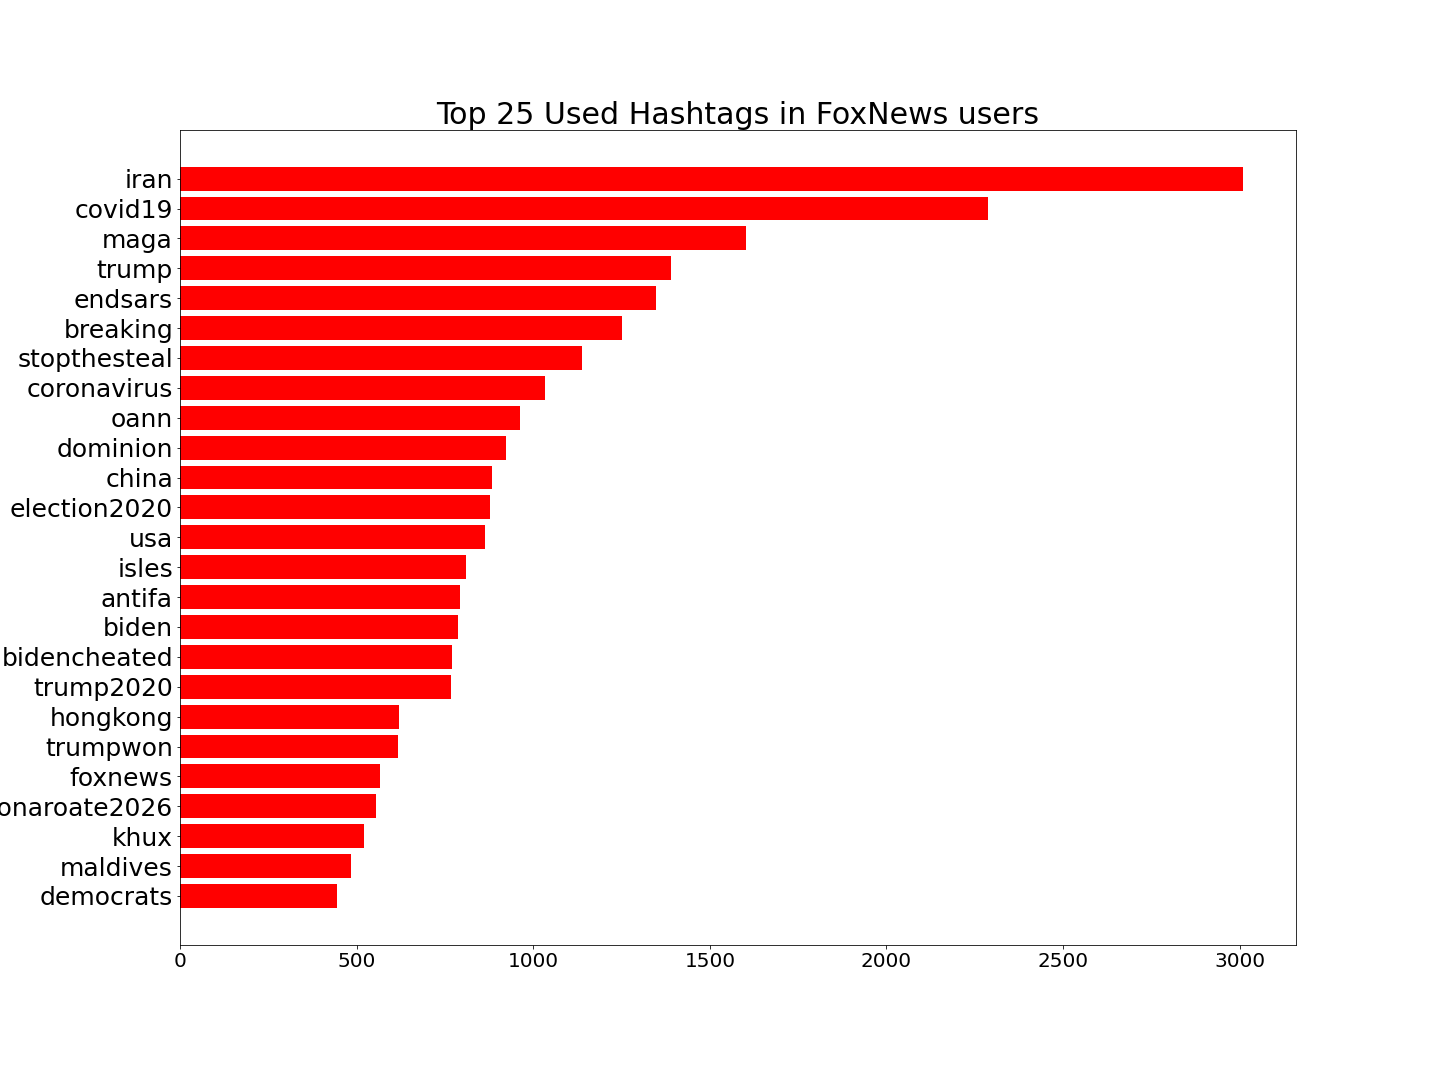 Top 25 Used Hashtags in FoxNews users
iran
covid19
maga
trump
endsars
breaking
stopthesteal
coronavirus
oann
dominion
china
election2020
usa
isles
antifa
biden
bidencheated
trump2020
hongkong
trumpwon
foxnews
onaroate2026
khux
maldives
democrats
0 500 1000 1500 2000 2500 3000